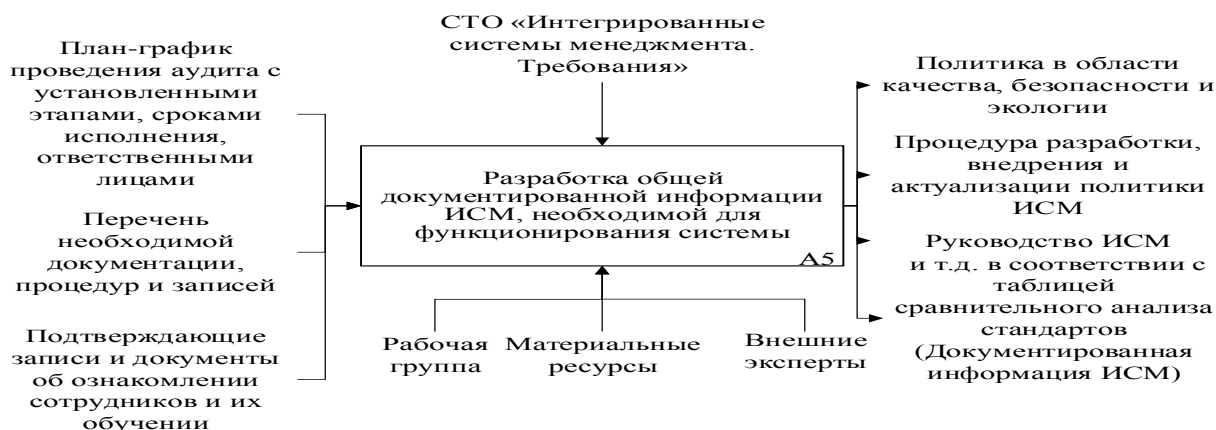 СТО «Интегрированные
системы менеджмента.
Требования»
План-график
проведения аудита с
установленными
этапами, сроками
исполнения,
ответственными
лицами
Перечень
необходимой
документации,
процедур и записей
Подтверждающие
записи и документы
об ознакомлении
сотрудников и их
обучении
Разработка общей
документированной информации
ИСМ, необходимой для
функционирования системы
А5
Рабочая
группа
Материальные
ресурсы
Внешние
эксперты
Политика в области
качества, безопасности и
экологии
Процедура разработки,
внедрения и
актуализации политики
ИСМ
Руководство ИСМ
и т.д. в соответствии с
таблицей
сравнительного анализа
стандартов
(Документированная
информация ИСМ)